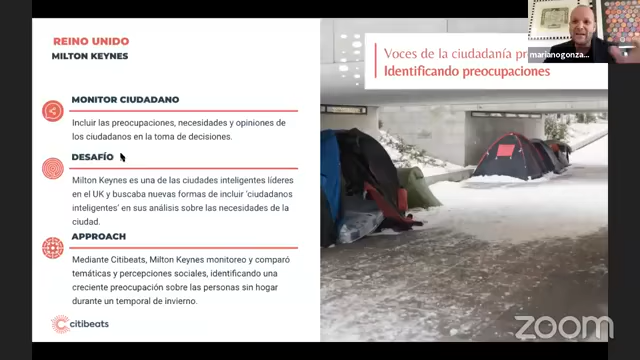 REINO UNIDO
MILTON KEYNES
MONITOR CIUDADANO
Incluir las preocupaciones, necesidades y opiniones de
los ciudadanos en la toma de decisiones.
DESAFÍO
Milton Keynes es una de las ciudades inteligentes líderes
en el UK y buscaba nuevas formas de incluir 'ciudadanos
inteligentes' en sus análisis sobre las necesidades de la
ciudad.
APPROACH
Mediante Citibeats, Milton Keynes monitoreo y comparó
temáticas y percepciones sociales, identificando una
creciente preocupación sobre las personas sin hogar
durante un temporal de invierno.
citibeats
Voces de la ciudadanía
Identificando preocupaciones
marianogonza...
zoom